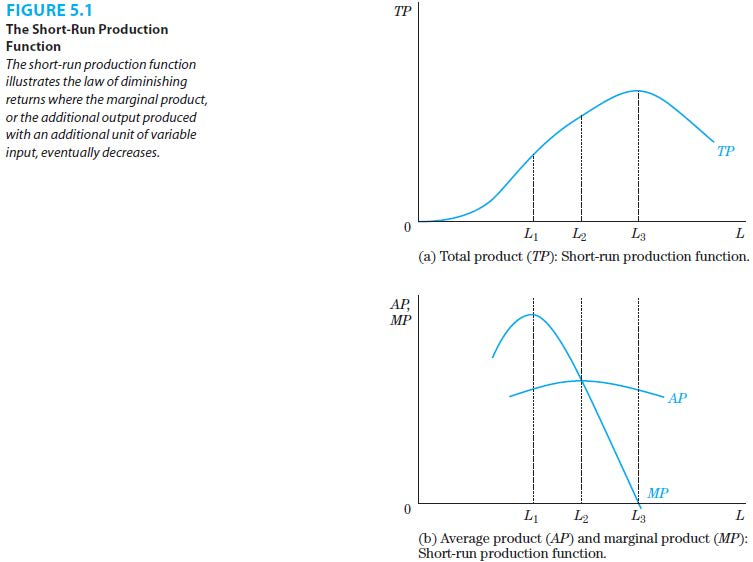 FIGURE 5.1
The Short-Run Production
Function
The short-run production function
illustrates the law of diminishing
returns where the marginal product,
or the additional output produced
with an additional unit of variable
input, eventually decreases.
TP
TP
0
L1 L2 L3 L
(a) Total product (TP): Short-run production function.
AP,
MP
AP
MP
0
L1 L2 L3 L
(b) Average product (AP) and marginal product (MP):
Short-run production function.